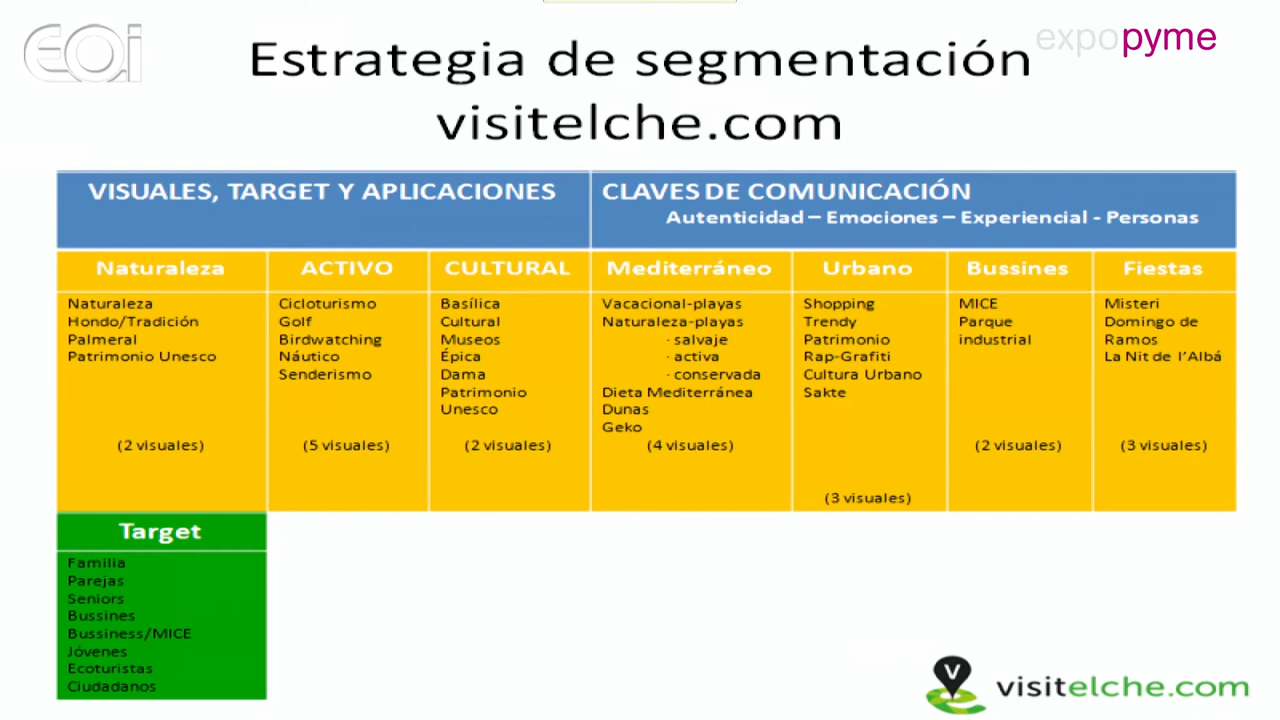 EOi
expopyme
Estrategia de segmentación
visitelche.com
VISUALES, TARGET Y APLICACIONES
CLAVES DE COMUNICACIÓN
Autenticidad – Emociones – Experiencial - Personas
Naturaleza
Naturaleza
Hondo/Tradición
Palmeral
Patrimonio Unesco
(2 visuales)
ACTIVO
Cicloturismo
Golf
Birdwatching
Náutico
Senderismo
(5 visuales)
CULTURAL
Basílica
Cultural
Museos
Épica
Dama
Patrimonio
Unesco
(2 visuales)
Mediterráneo
Vacacional-playas
Naturaleza-playas
· salvaje
· activa
· conservada
Dieta Mediterránea
Dunas
Geko
(4 visuales)
Urbano
Shopping
Trendy
Patrimonio
Rap-Grafiti
Cultura Urbano
Sakte
(3 visuales)
Bussines
MICE
Parque
industrial
(2 visuales)
Fiestas
Misteri
Domingo de
Ramos
La Nit de l’Albá
(3 visuales)
Target
Familia
Parejas
Seniors
Bussines
Bussiness/MICE
Jóvenes
Ecoturistas
Ciudadanos
V
visitelche.com